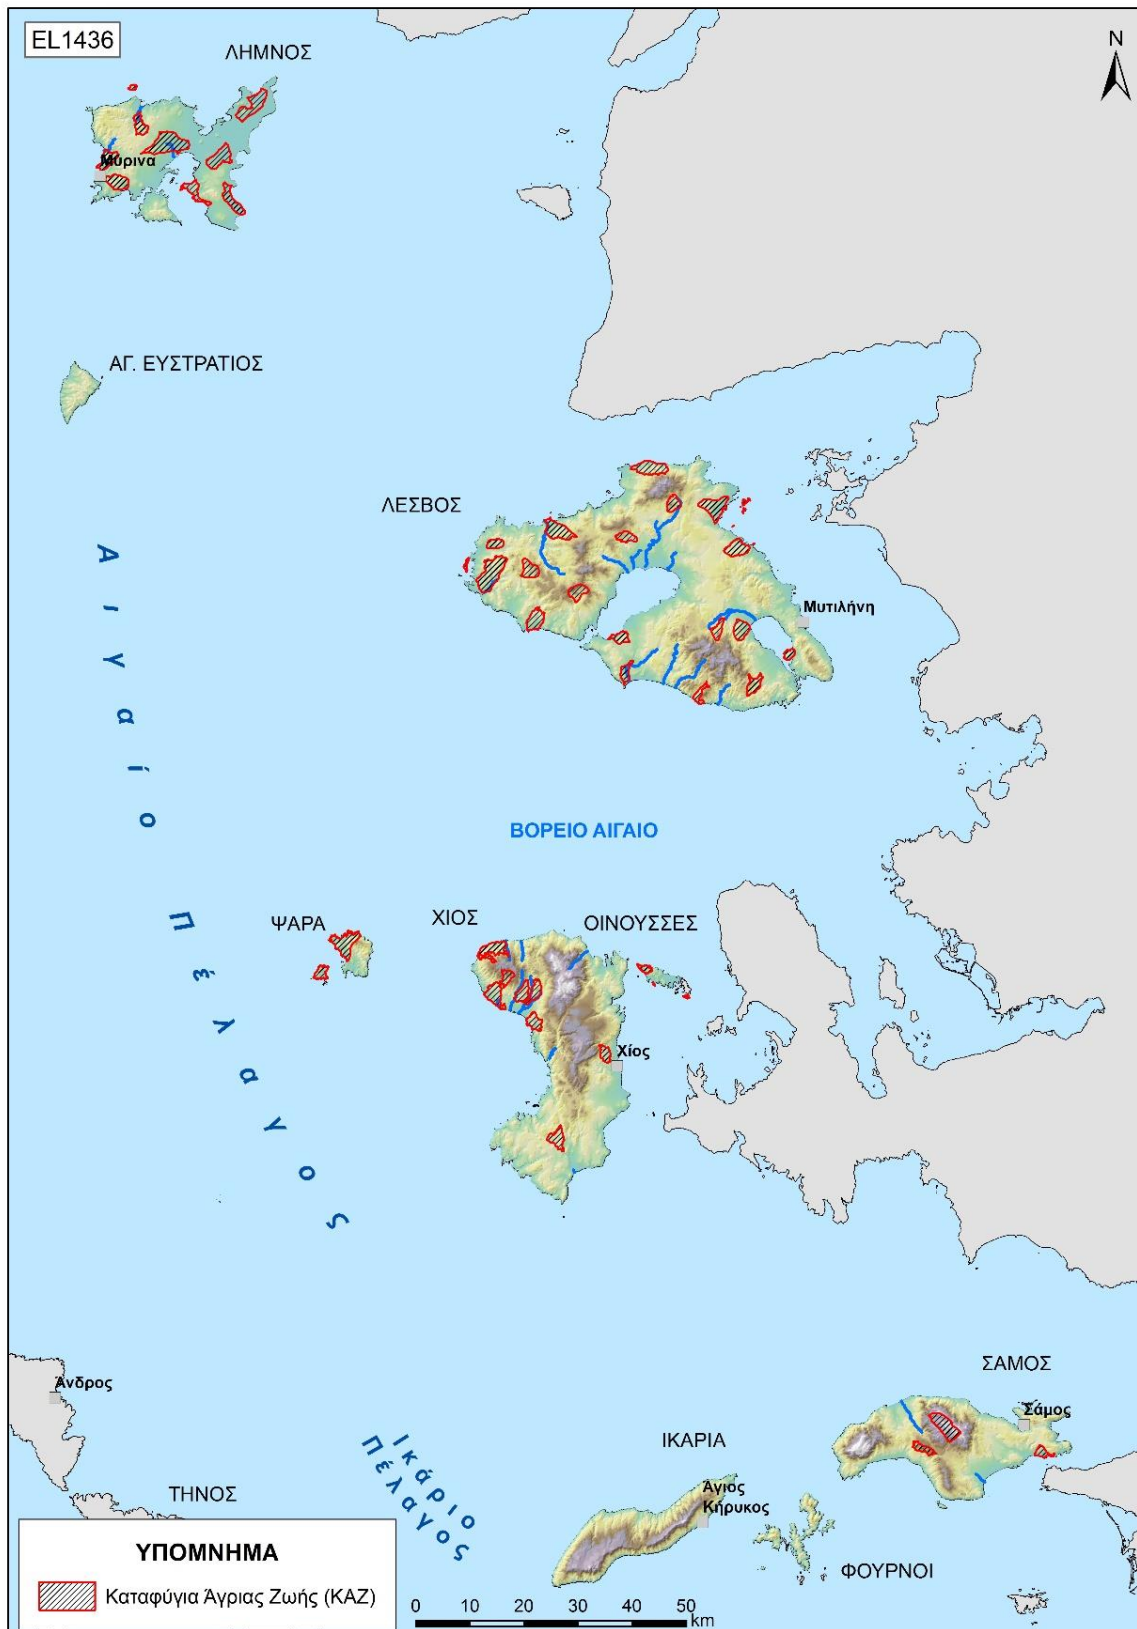 EL1436
N
ΛΗΜΝΟΣ
Μύρινα
ΑΓ. ΕΥΣΤΡΑΤΙΟΣ
ΛΕΣΒΟΣ
Μυτιλήνη
Αιγαίο Πέλαγος
ΒΟΡΕΙΟ ΑΙΓΑΙΟ
ΨΑΡΑ
ΧΙΟΣ
ΟΙΝΟΥΣΣΕΣ
Χίος
ΣΑΜΟΣ
Σάμος
Άνδρος
ΙΚΑΡΙΑ
Ικάριο
Πέλαγος
Άγιος
Κήρυκος
ΤΗΝΟΣ
ΦΟΥΡΝΟΙ
ΥΠΟΜΝΗΜΑ
Καταφύγια Άγριας Ζωής (ΚΑΖ)
0 10 20 30 40 50
km